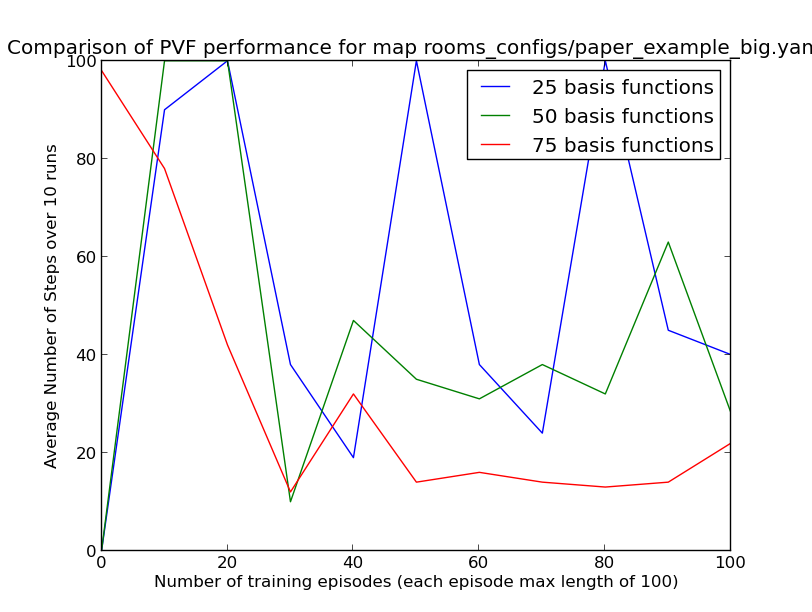 Comparison of PVF performance for map rooms_configs/paper_example_big.yam
100
80
60
40
20
0
Average Number of Steps over 10 runs
25 basis functions
50 basis functions
75 basis functions
0 20 40 60 80 100
Number of training episodes (each episode max length of 100)